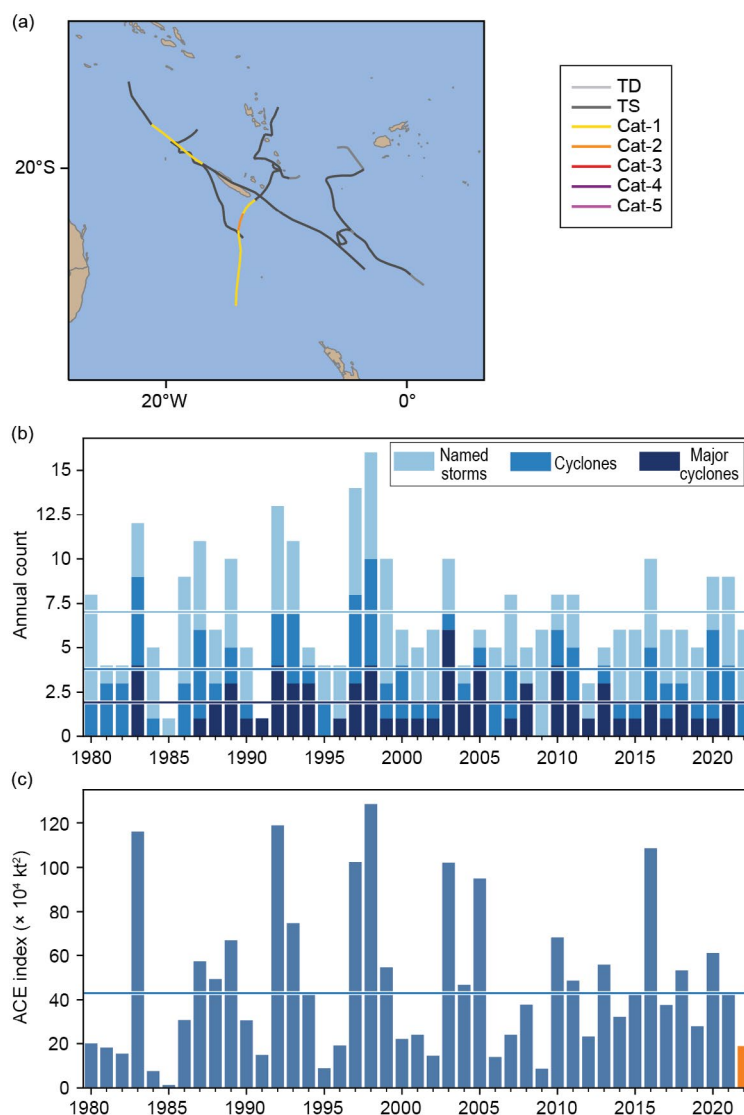 (a)
TD
TS
Cat-1
Cat-2
Cat-3
Cat-4
Cat-5
20°S
20°W
0°
(b)
Named
storms
Cyclones
Major
cyclones
Annual count
15
12.5
10
7.5
5
2.5
0
1980 1985 1990 1995 2000 2005 2010 2015 2020
(c)
ACE index (× 10⁴ kt²)
120
100
80
60
40
20
0
1980 1985 1990 1995 2000 2005 2010 2015 2020